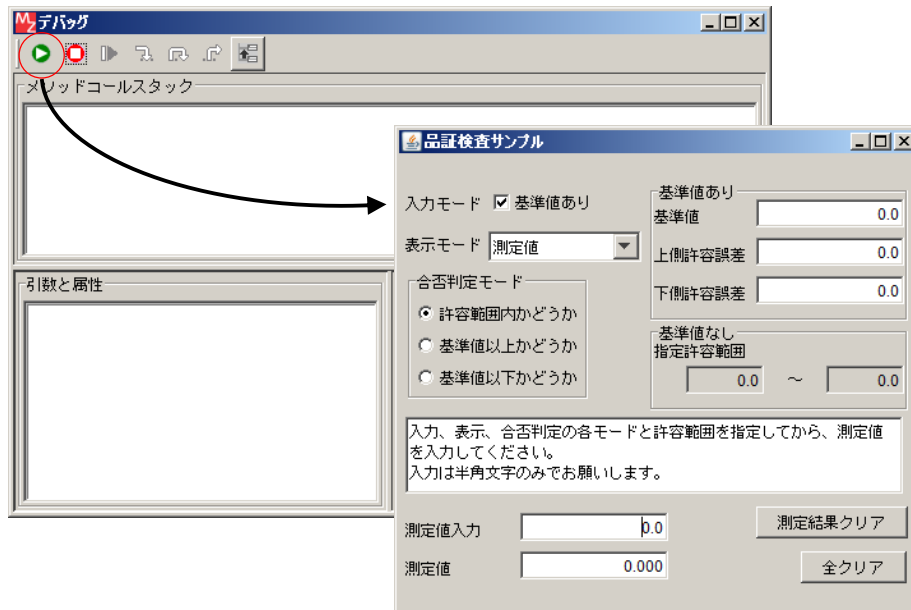 デバッグ
メソッドコールスタック
引数と属性
品証検査サンプル
入力モード 基準値あり
表示モード 測定値
合否判定モード
許容範囲内かどうか
基準値以上かどうか
基準値以下かどうか
基準値あり
基準値 0.0
上側許容誤差 0.0
下側許容誤差 0.0
基準値なし
指定許容範囲
0.0 ～ 0.0
入力、表示、合否判定の各モードと許容範囲を指定してから、測定値
を入力してください。
入力は半角文字のみでお願いします。
測定値入力 0.0
測定結果クリア
測定値 0.000
全クリア